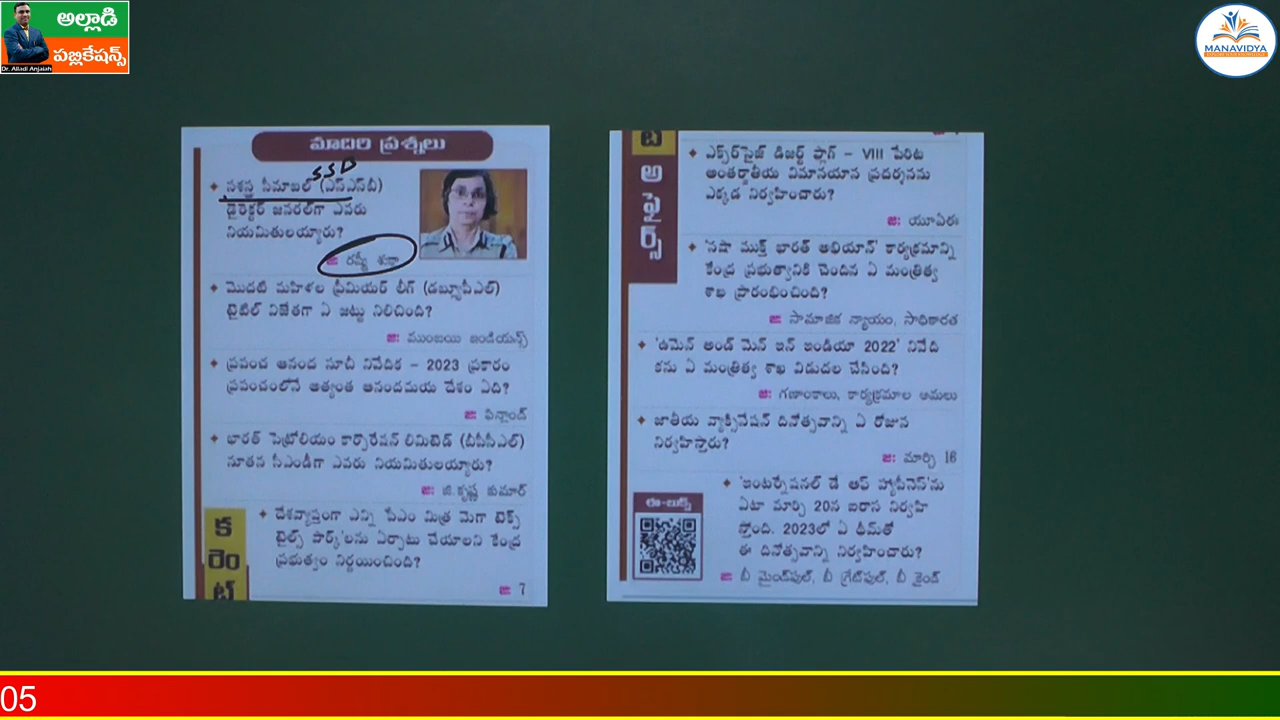 అల్లాడి
పబ్లికేషన్స్
Dr. Alladi Anjaiah
MANAVIDYA
మాదిరి ప్రశ్నలు
SSB
సశస్త్ర సీమాబల్ (ఎస్ఎస్‌బీ)
డైరెక్టర్ జనరల్‌గా ఎవరు
నియమితులయ్యారు?
జ: రష్మీ శుక్లా
మొదటి మహిళల ప్రీమియర్ లీగ్ (డబ్ల్యూపీఎల్)
టైటిల్ విజేతగా ఏ జట్టు నిలిచింది?
జ: ముంబయి ఇండియన్స్
ప్రపంచ ఆనంద సూచీ నివేదిక – 2023 ప్రకారం
ప్రపంచంలోనే అత్యంత ఆనందమయ దేశం ఏది?
జ: ఫిన్లాండ్
భారత్ పెట్రోలియం కార్పొరేషన్ లిమిటెడ్ (బీపీసీఎల్)
నూతన సీఎండీగా ఎవరు నియమితులయ్యారు?
జ: జి.కృష్ణ కుమార్
దేశవ్యాప్తంగా ఎన్ని 'పీఎం మిత్ర మెగా టెక్స్
టైల్స్ పార్క్'లను ఏర్పాటు చేయాలని కేంద్ర
ప్రభుత్వం నిర్ణయించింది?
జ: 7
క
రెం
ట్
ట్
అ
ఫై
ర్స్
ఎక్సర్‌సైజ్ డిజర్ట్ ఫ్లాగ్ – VIII పేరిట
అంతర్జాతీయ విమానయాన ప్రదర్శనను
ఎక్కడ నిర్వహించారు?
జ: యూఏఈ
'నషా ముక్త్ భారత్ అభియాన్' కార్యక్రమాన్ని
కేంద్ర ప్రభుత్వానికి చెందిన ఏ మంత్రిత్వ
శాఖ ప్రారంభించింది?
జ: సామాజిక న్యాయం, సాధికారత
'ఉమెన్ అండ్ మెన్ ఇన్ ఇండియా 2022' నివేది
కను ఏ మంత్రిత్వ శాఖ విడుదల చేసింది?
జ: గణాంకాలు, కార్యక్రమాల అమలు
జాతీయ వ్యాక్సినేషన్ దినోత్సవాన్ని ఏ రోజున
నిర్వహిస్తారు?
జ: మార్చి 16
ఈ-బుక్స్
'ఇంటర్నేషనల్ డే ఆఫ్ హ్యాపీనెస్'ను
ఏటా మార్చి 20న ఐరాస నిర్వహి
స్తోంది. 2023లో ఏ థీమ్‌తో
ఈ దినోత్సవాన్ని నిర్వహించారు?
జ: బీ మైండ్‌ఫుల్, బీ గ్రేట్‌ఫుల్, బీ కైండ్
05